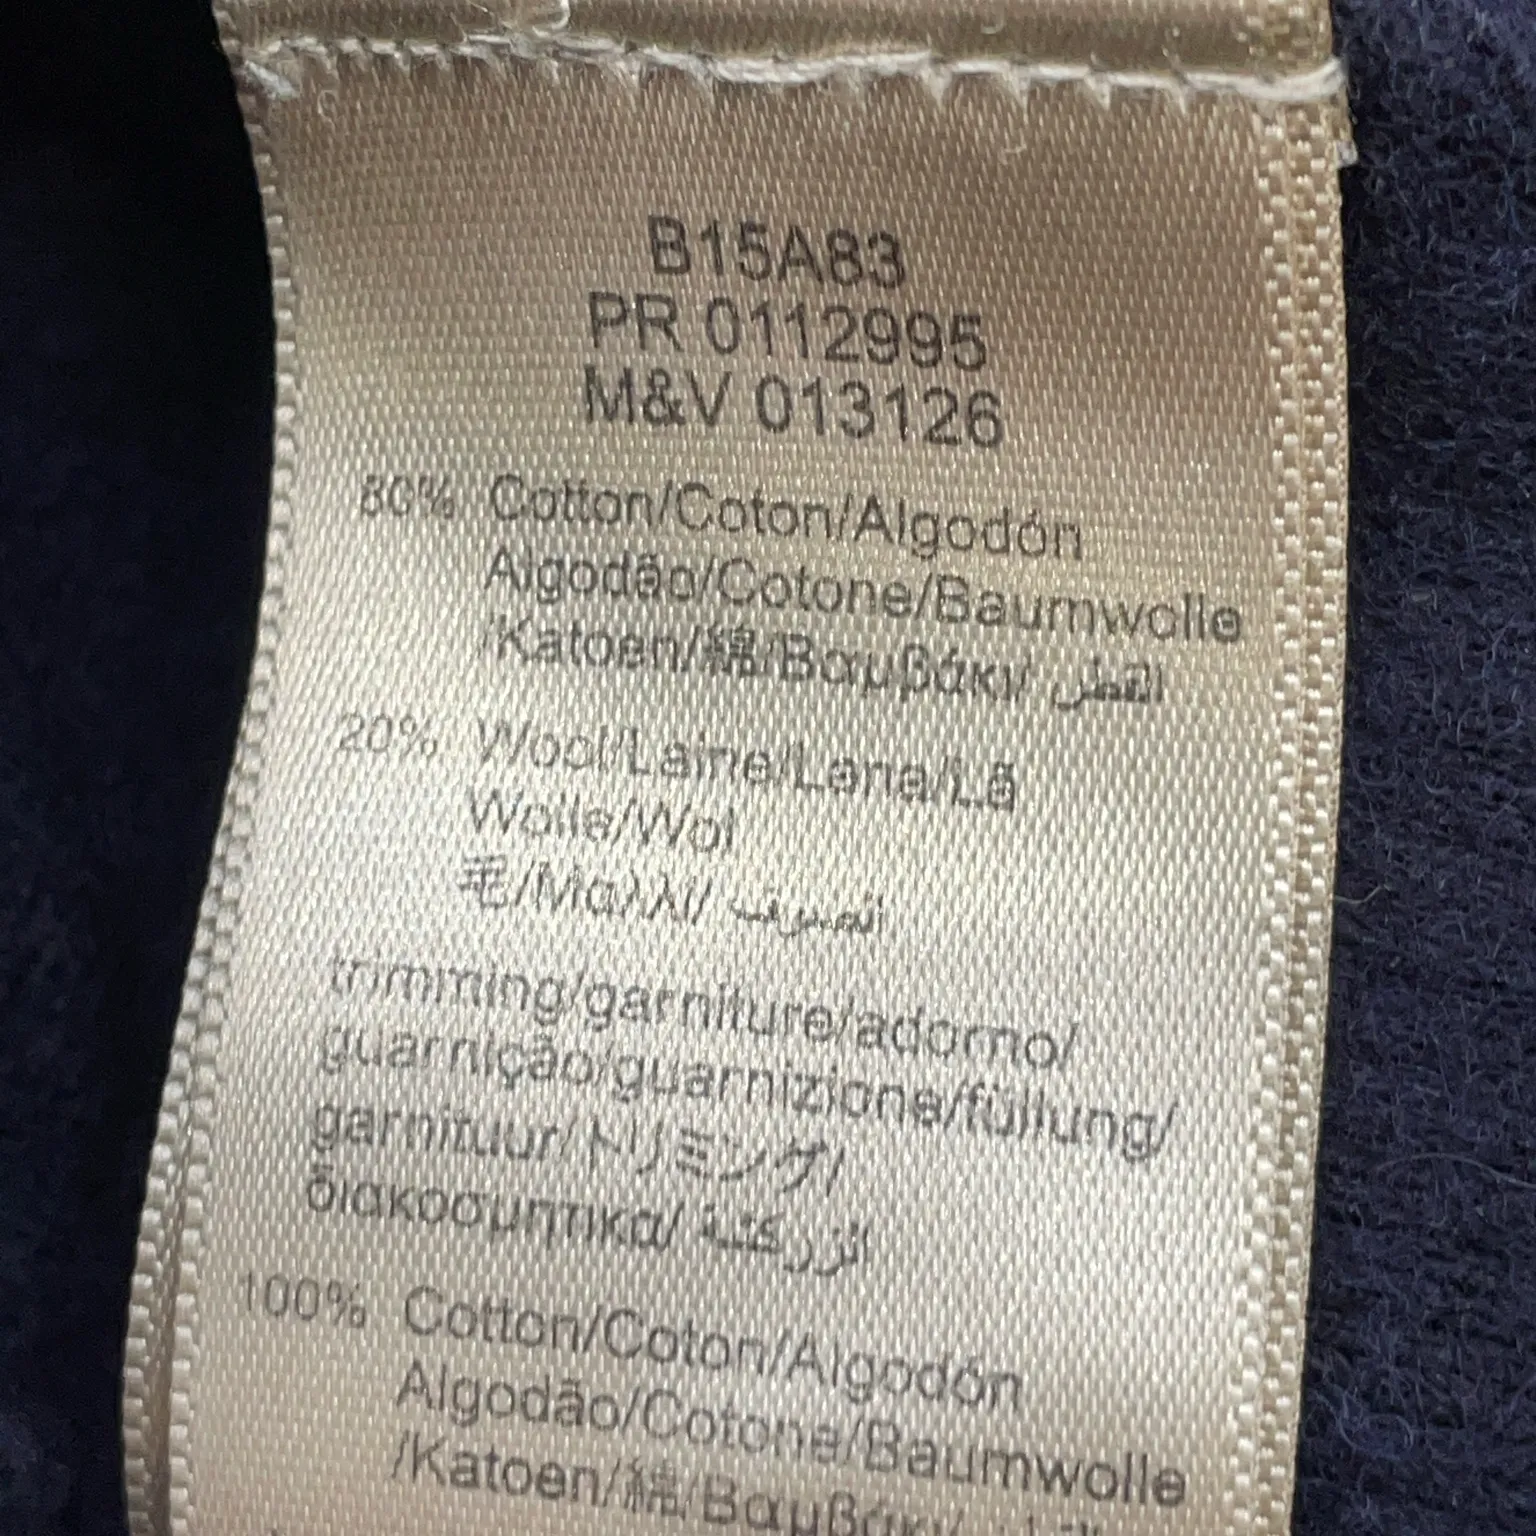 B15A83
PR 0112995
M&V 013126
80% Cotton/Coton/Algodón
Algodão/Cotone/Baumwolle
/Katoen/綿/Βαμβάκι/ القطن
20% Wool/Laine/Lana/Lã
Wolle/Wol
毛/Μαλλί/ الصوف
trimming/garniture/adorno/
guarnição/guarnizione/füllung/
garnituur/トリミング/
διακοσμητικα/ الزركشة
100% Cotton/Coton/Algodón
Algodão/Cotone/Baumwolle
/Katoen/綿/Βαμβάκι/